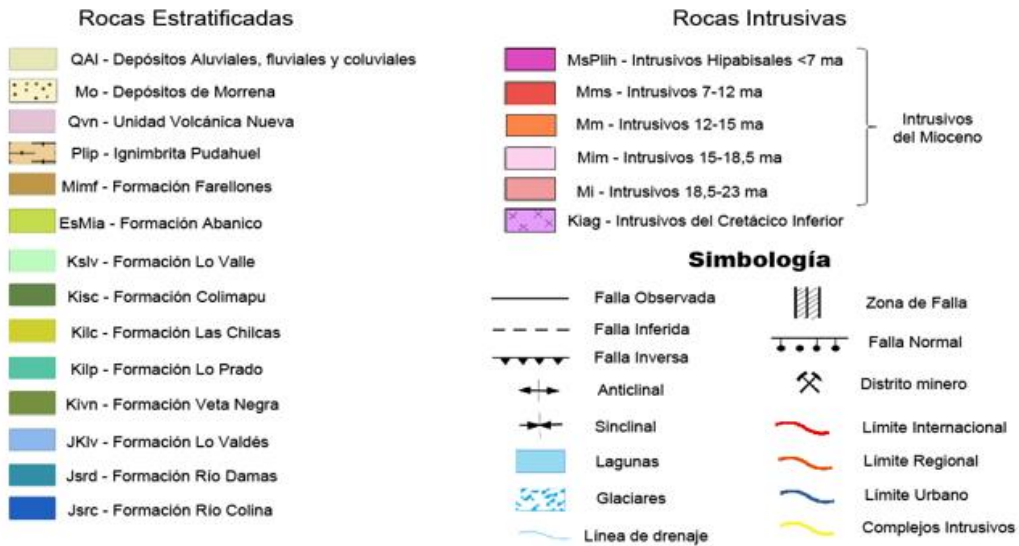 Rocas Estratificadas
QAl - Depósitos Aluviales, fluviales y coluviales
Mo - Depósitos de Morrena
Qvn - Unidad Volcánica Nueva
Plip - Ignimbrita Pudahuel
Mimf - Formación Farellones
EsMia - Formación Abanico
Kslv - Formación Lo Valle
Kisc - Formación Colimapu
Kilc - Formación Las Chilcas
Kilp - Formación Lo Prado
Kivn - Formación Veta Negra
JKlv - Formación Lo Valdés
Jsrd - Formación Río Damas
Jsrc - Formación Río Colina
Rocas Intrusivas
MsPlih - Intrusivos Hipabisales <7 ma
Mms - Intrusivos 7-12 ma
Mm - Intrusivos 12-15 ma
Mim - Intrusivos 15-18,5 ma
Mi - Intrusivos 18,5-23 ma
Intrusivos
del Mioceno
Kiag - Intrusivos del Cretácico Inferior
Simbología
Falla Observada
Falla Inferida
Falla Inversa
Anticlinal
Sinclinal
Lagunas
Glaciares
Línea de drenaje
Zona de Falla
Falla Normal
Distrito minero
Límite Internacional
Límite Regional
Límite Urbano
Complejos Intrusivos